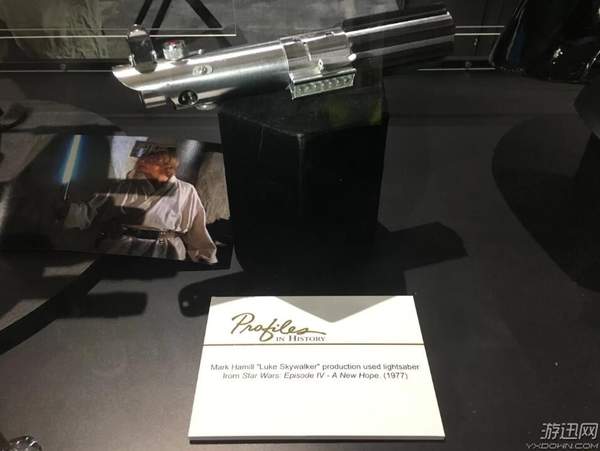 Profiles
IN HISTORY
Mark Hamill "Luke Skywalker" production used lightsaber
from Star Wars: Episode IV - A New Hope. (1977)
游迅网
YXDOWN.COM